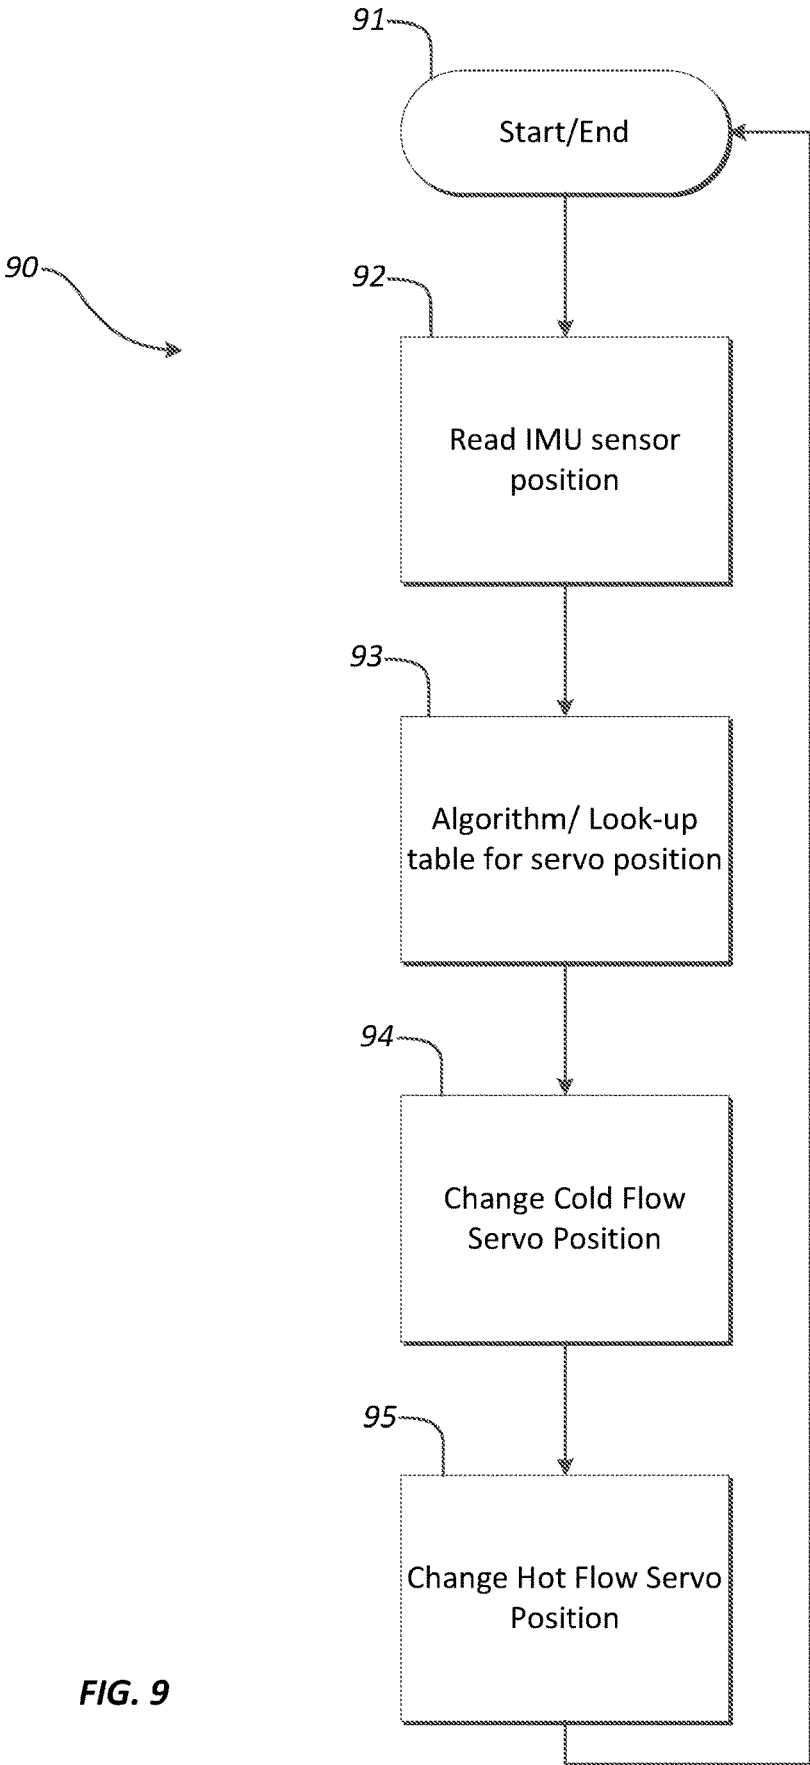 91
Start/End
90
92
Read IMU sensor
position
93
Algorithm/ Look-up
table for servo position
94
Change Cold Flow
Servo Position
95
Change Hot Flow Servo
Position
FIG. 9